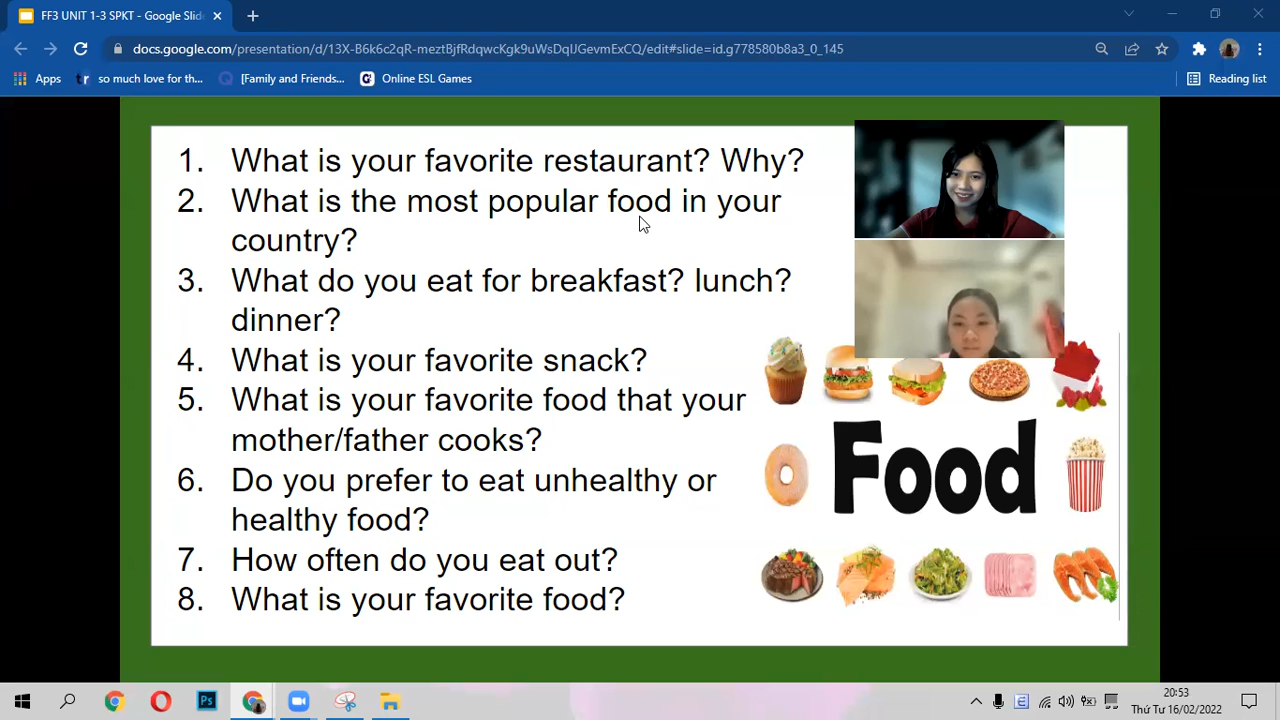 FF3 UNIT 1-3 SPKT - Google Slide
docs.google.com/presentation/d/13X-B6k6c2qR-meztBjfRdqwcKgk9uWsDqIJGevmExCQ/edit#slide=id.g778580b8a3_0_145
Apps
tr so much love for th...
Q [Family and Friends...
Online ESL Games
Reading list
1. What is your favorite restaurant? Why?
2. What is the most popular food in your
country?
3. What do you eat for breakfast? lunch?
dinner?
4. What is your favorite snack?
5. What is your favorite food that your
mother/father cooks?
6. Do you prefer to eat unhealthy or
healthy food?
7. How often do you eat out?
8. What is your favorite food?
Food
Ps
E
20:53
Thứ Tư 16/02/2022